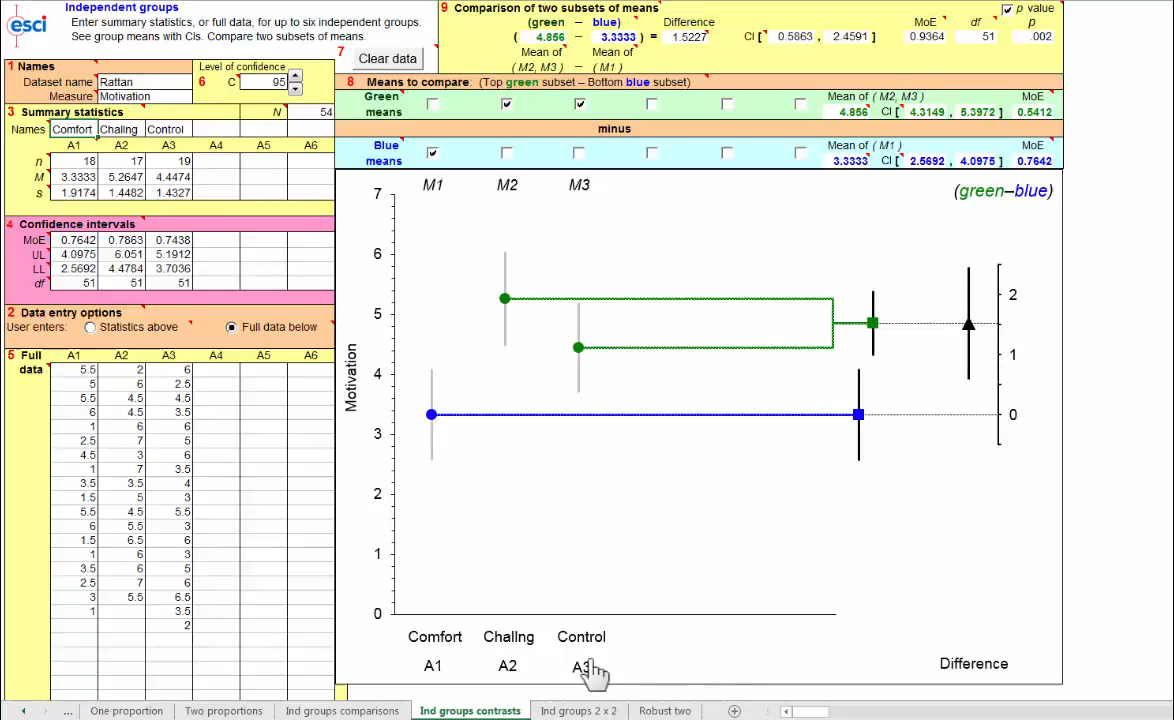 esci
Independent groups
Enter summary statistics, or full data, for up to six independent groups.
See group means with CIs. Compare two subsets of means.
7 Clear data
9 Comparison of two subsets of means
p value
(green – blue) Difference MoE df p
( 4.856 – 3.3333 ) = 1.5227 CI [ 0.5863 , 2.4591 ] 0.9364 51 .002
Mean of Mean of
( M2, M3 ) – ( M1 )
1 Names
Dataset name Rattan
Measure Motivation
Level of confidence
6 C 95
8 Means to compare: (Top green subset – Bottom blue subset)
Green means
Mean of ( M2, M3 ) MoE
4.856 CI [ 4.3149 , 5.3972 ] 0.5412
minus
Blue means
Mean of ( M1 ) MoE
3.3333 CI [ 2.5692 , 4.0975 ] 0.7642
3 Summary statistics N 54
Names Comfort Challng Control
A1 A2 A3 A4 A5 A6
n 18 17 19
M 3.3333 5.2647 4.4474
s 1.9174 1.4482 1.4327
4 Confidence intervals
MoE 0.7642 0.7863 0.7438
UL 4.0975 6.051 5.1912
LL 2.5692 4.4784 3.7036
df 51 51 51
2 Data entry options
User enters: Statistics above Full data below
5 Full data
A1 A2 A3 A4 A5 A6
5.5 2 6
5 6 2.5
5.5 4.5 4.5
6 4.5 3.5
1 6 6
2.5 7 5
4.5 3 6
1 7 3.5
3.5 3.5 4
1.5 5 3
5.5 4.5 5.5
6 5.5 3
1.5 6.5 6
1 6 3
3.5 6 5
2.5 7 6
3 5.5 6.5
1 3.5
2
M1 M2 M3
(green–blue)
Motivation
7
6
5
4
3
2
1
0
2
1
0
Comfort Challng Control
A1 A2 A3
Difference
... One proportion Two proportions Ind groups comparisons Ind groups contrasts Ind groups 2 x 2 Robust two